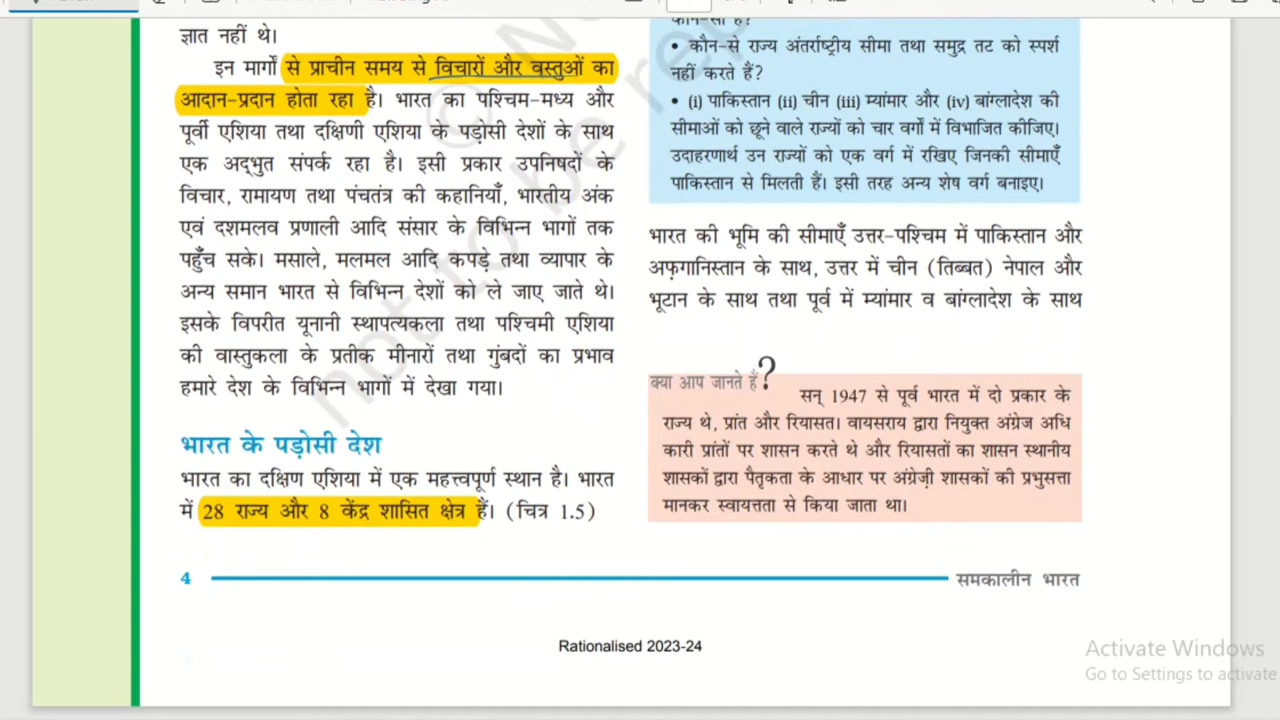 ज्ञात नहीं थे।
इन मार्गों से प्राचीन समय से विचारों और वस्तुओं का
आदान-प्रदान होता रहा है। भारत का पश्चिम-मध्य और
पूर्वी एशिया तथा दक्षिणी एशिया के पड़ोसी देशों के साथ
एक अद्भुत संपर्क रहा है। इसी प्रकार उपनिषदों के
विचार, रामायण तथा पंचतंत्र की कहानियाँ, भारतीय अंक
एवं दशमलव प्रणाली आदि संसार के विभिन्न भागों तक
पहुँच सके। मसाले, मलमल आदि कपड़े तथा व्यापार के
अन्य समान भारत से विभिन्न देशों को ले जाए जाते थे।
इसके विपरीत यूनानी स्थापत्यकला तथा पश्चिमी एशिया
की वास्तुकला के प्रतीक मीनारों तथा गुंबदों का प्रभाव
हमारे देश के विभिन्न भागों में देखा गया।
भारत के पड़ोसी देश
भारत का दक्षिण एशिया में एक महत्त्वपूर्ण स्थान है। भारत
में 28 राज्य और 8 केंद्र शासित क्षेत्र हैं। (चित्र 1.5)
कौन-सी हैं?
• कौन-से राज्य अंतर्राष्ट्रीय सीमा तथा समुद्र तट को स्पर्श
नहीं करते हैं?
• (i) पाकिस्तान (ii) चीन (iii) म्यांमार और (iv) बांग्लादेश की
सीमाओं को छूने वाले राज्यों को चार वर्गों में विभाजित कीजिए।
उदाहरणार्थ उन राज्यों को एक वर्ग में रखिए जिनकी सीमाएँ
पाकिस्तान से मिलती हैं। इसी तरह अन्य शेष वर्ग बनाइए।
भारत की भूमि की सीमाएँ उत्तर-पश्चिम में पाकिस्तान और
अफ़गानिस्तान के साथ, उत्तर में चीन (तिब्बत) नेपाल और
भूटान के साथ तथा पूर्व में म्यांमार व बांग्लादेश के साथ
क्या आप जानते हैं?
सन् 1947 से पूर्व भारत में दो प्रकार के
राज्य थे, प्रांत और रियासत। वायसराय द्वारा नियुक्त अंग्रेज अधि
कारी प्रांतों पर शासन करते थे और रियासतों का शासन स्थानीय
शासकों द्वारा पैतृकता के आधार पर अंग्रेज़ी शासकों की प्रभुसत्ता
मानकर स्वायत्तता से किया जाता था।
4
समकालीन भारत
Rationalised 2023-24
Activate Windows
Go to Settings to activate
not to be rep
©